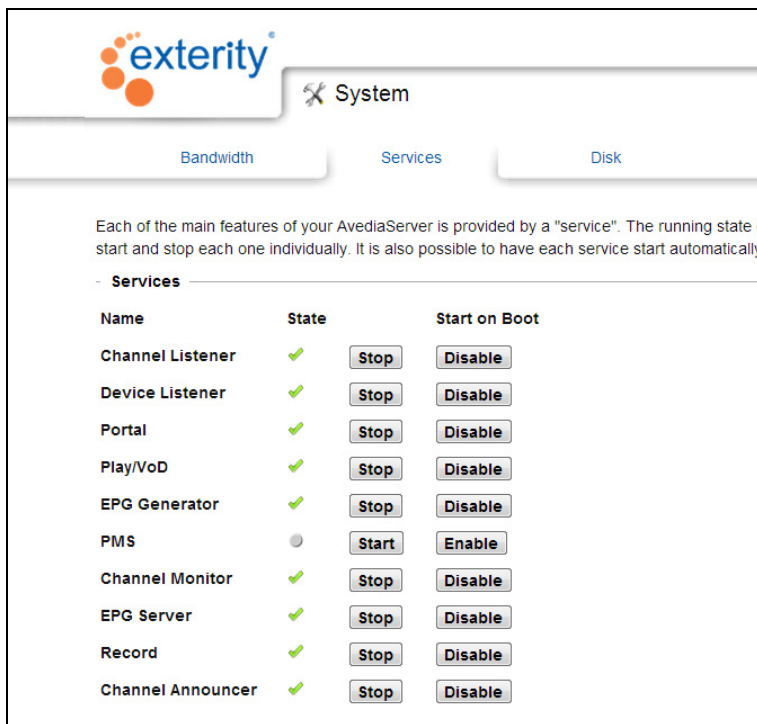 exterity®
System
Bandwidth Services Disk
Each of the main features of your AvediaServer is provided by a "service". The running state
start and stop each one individually. It is also possible to have each service start automatically
Services
Name State Start on Boot
Channel Listener Stop Disable
Device Listener Stop Disable
Portal Stop Disable
Play/VoD Stop Disable
EPG Generator Stop Disable
PMS Start Enable
Channel Monitor Stop Disable
EPG Server Stop Disable
Record Stop Disable
Channel Announcer Stop Disable